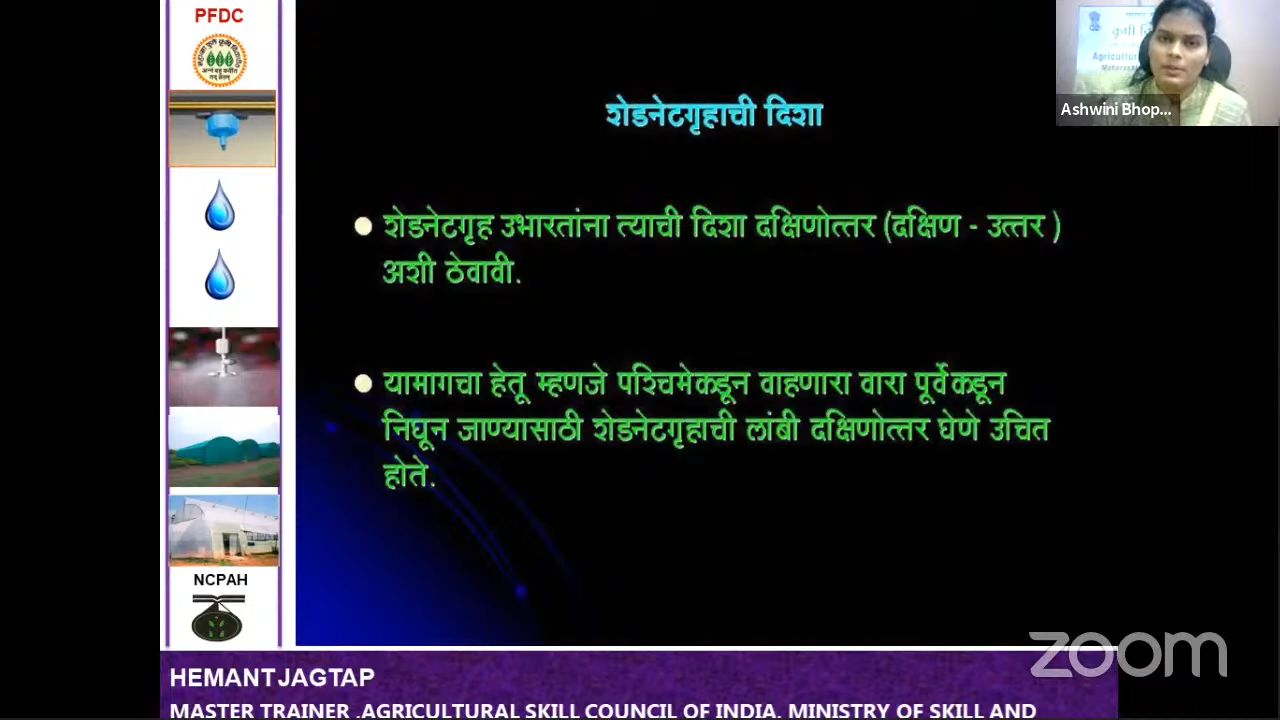 PFDC
शेडनेटगृहाची दिशा
शेडनेटगृह उभारतांना त्याची दिशा दक्षिणोत्तर (दक्षिण - उत्तर )
अशी ठेवावी.
यामागचा हेतू म्हणजे पश्चिमेकडून वाहणारा वारा पूर्वेकडून
निघून जाण्यासाठी शेडनेटगृहाची लांबी दक्षिणोत्तर घेणे उचित
होते.
NCPAH
HEMANT JAGTAP
MASTER TRAINER ,AGRICULTURAL SKILL COUNCIL OF INDIA, MINISTRY OF SKILL AND
Ashwini Bhop...
zoom